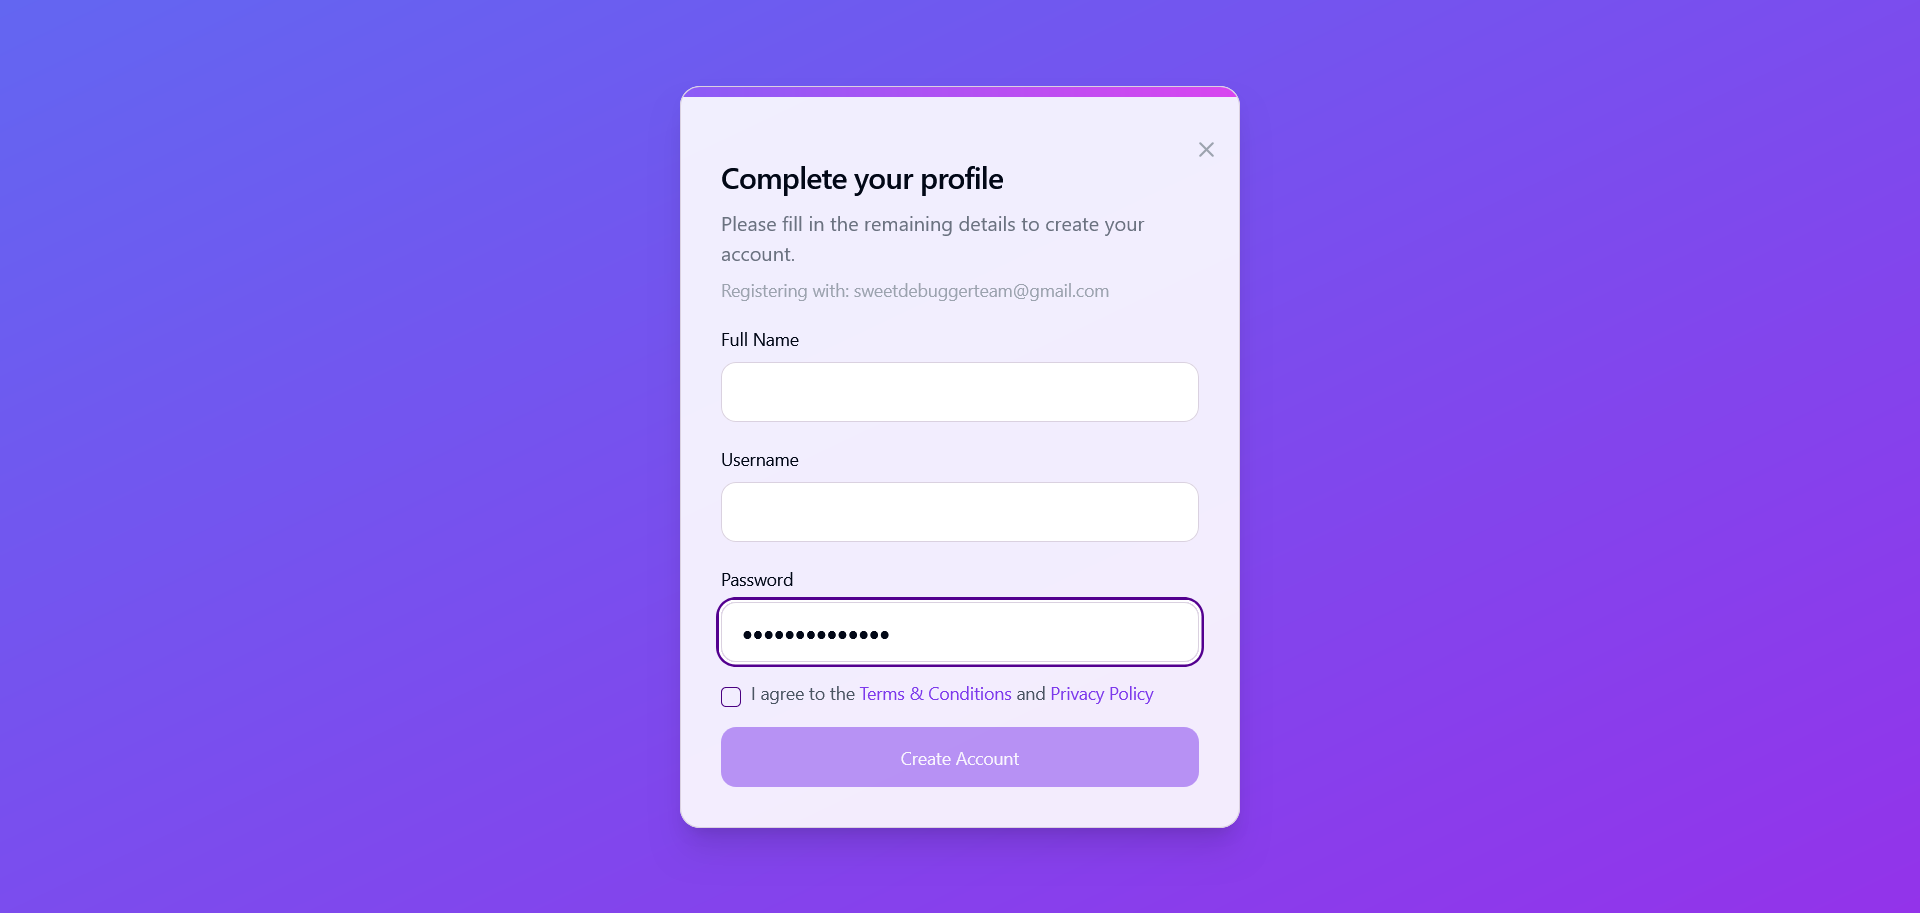 Complete your profile
Please fill in the remaining details to create your
account.
Registering with: sweetdebuggerteam@gmail.com
Full Name
Username
Password
••••••••••••••
I agree to the Terms & Conditions and Privacy Policy
Create Account